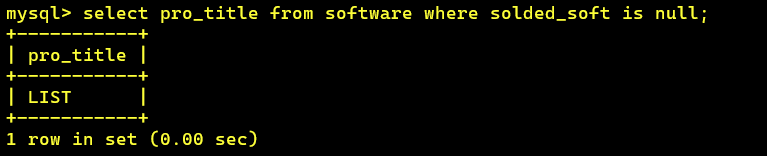 mysql> select pro_title from software where solded_soft is null;
+-----------+
| pro_title |
+-----------+
| LIST      |
+-----------+
1 row in set (0.00 sec)